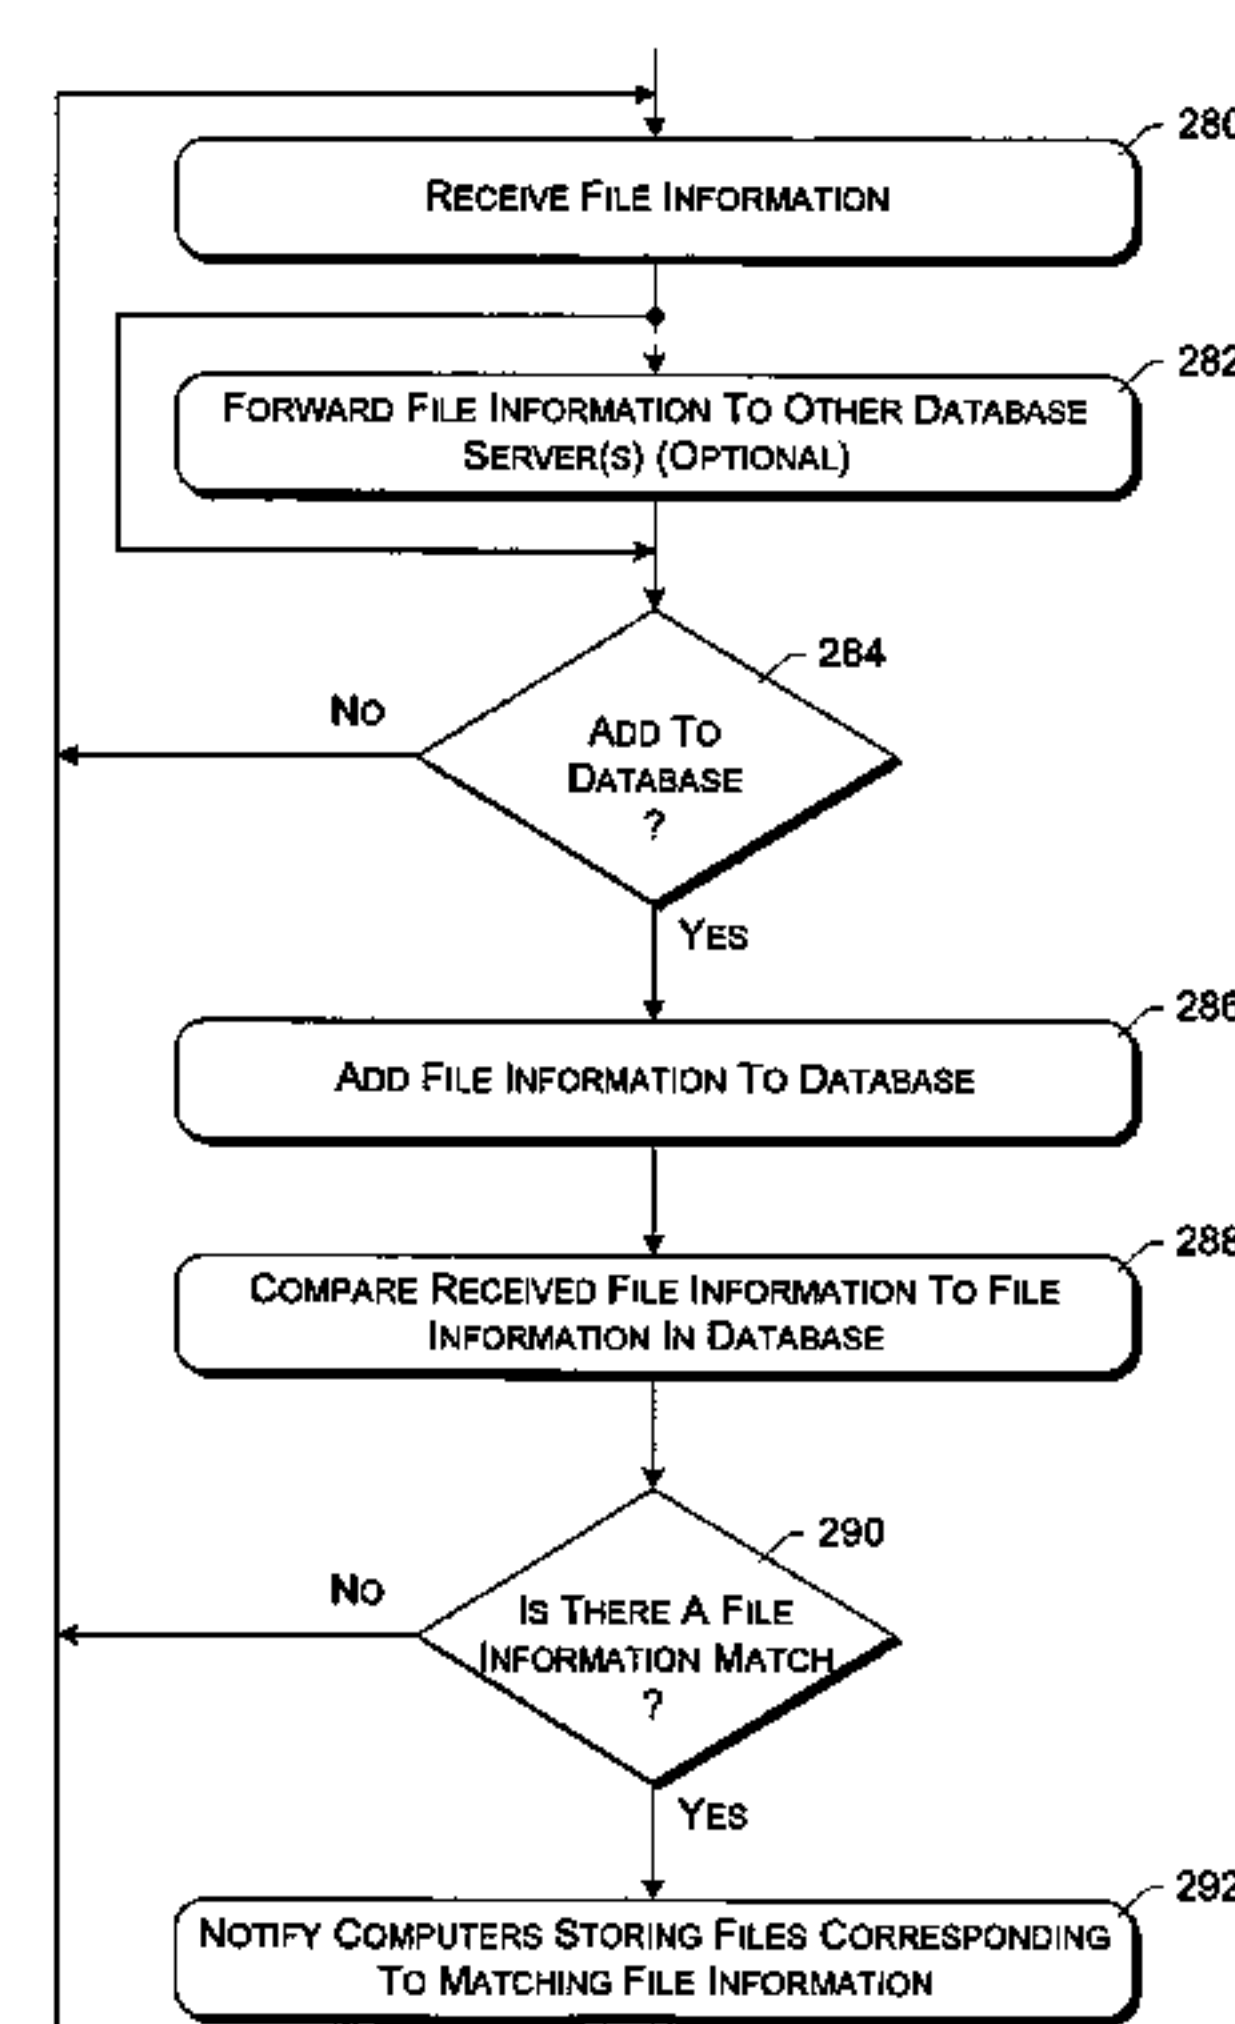 280
RECEIVE FILE INFORMATION
282
FORWARD FILE INFORMATION TO OTHER DATABASE
SERVER(S) (OPTIONAL)
284
NO
ADD TO
DATABASE
?
YES
286
ADD FILE INFORMATION TO DATABASE
288
COMPARE RECEIVED FILE INFORMATION TO FILE
INFORMATION IN DATABASE
290
NO
IS THERE A FILE
INFORMATION MATCH
?
YES
292
NOTIFY COMPUTERS STORING FILES CORRESPONDING
TO MATCHING FILE INFORMATION